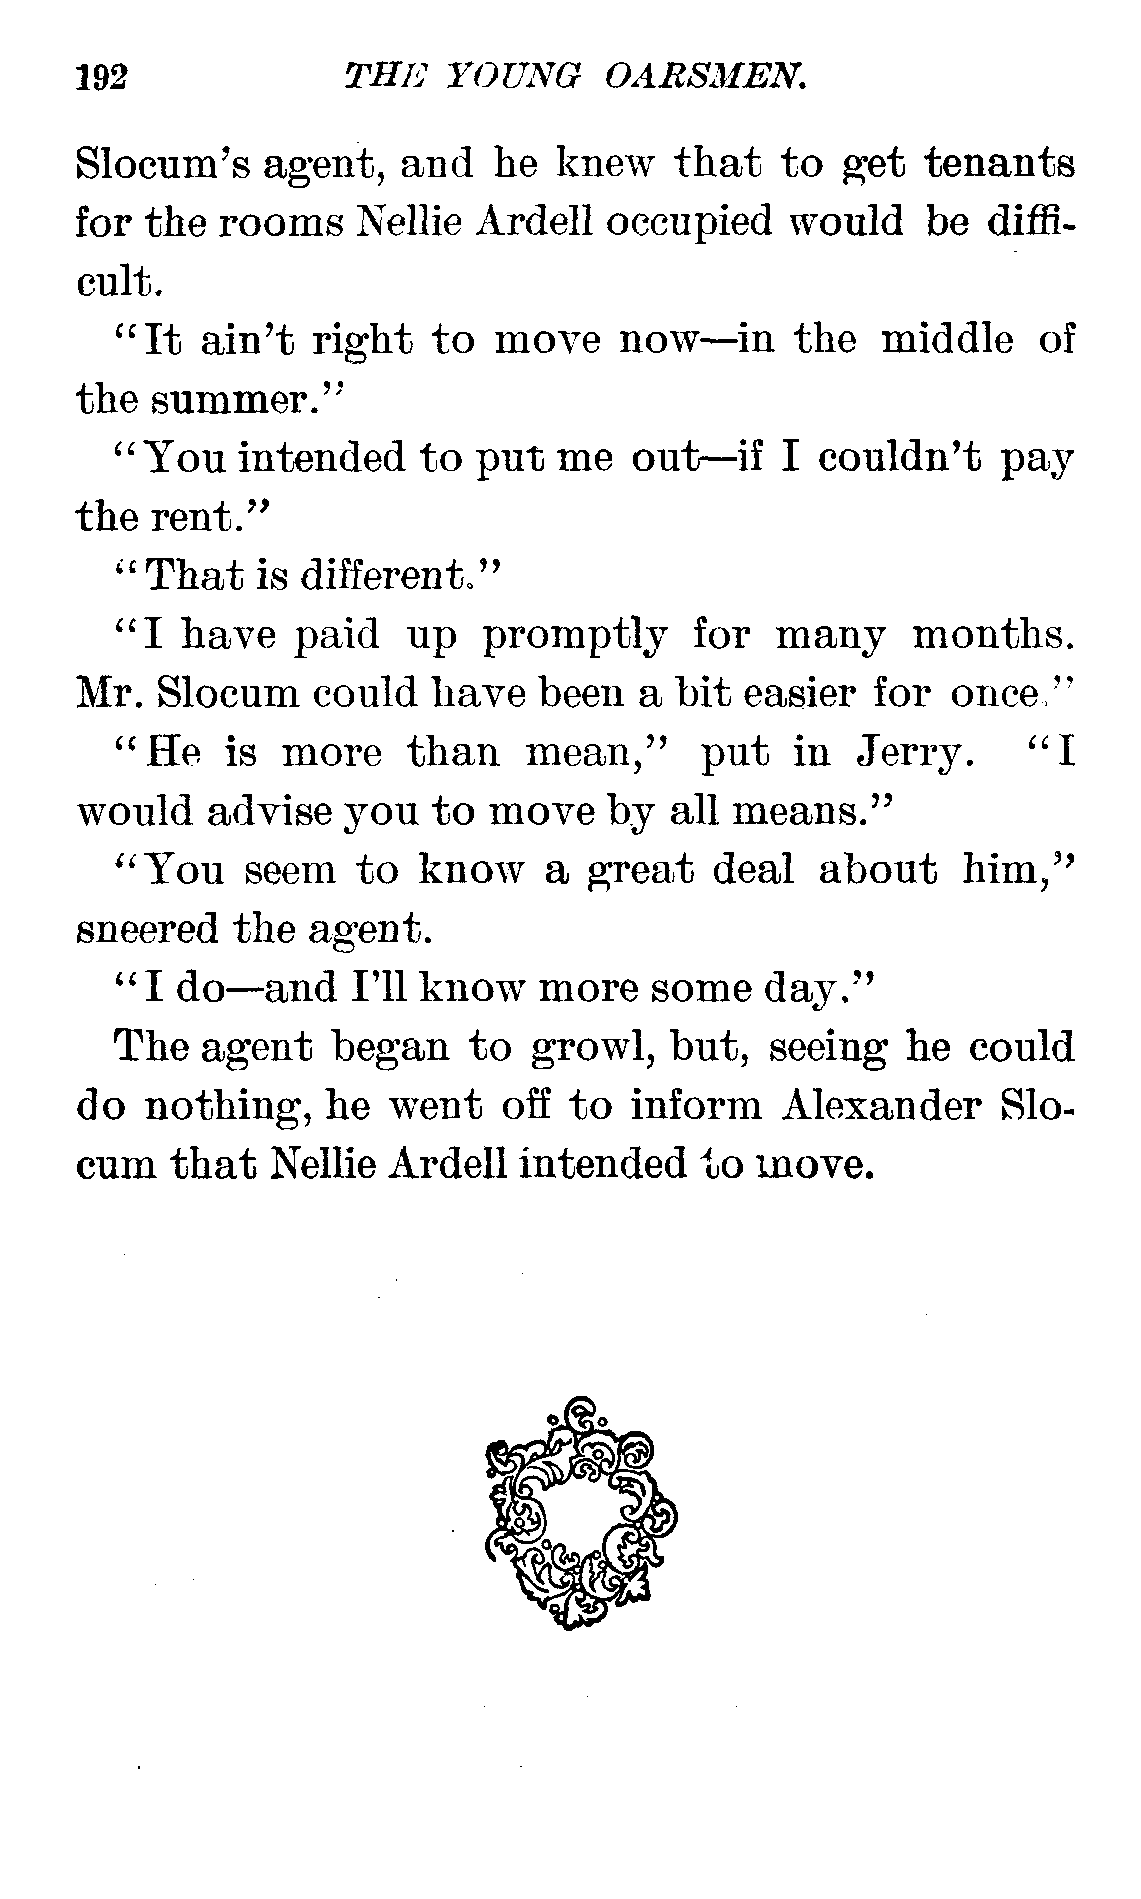 192 THE YOUNG OARSMEN.
Slocum's agent, and he knew that to get tenants
for the rooms Nellie Ardell occupied would be diffi-
cult.
"It ain't right to move now—in the middle of
the summer."
"You intended to put me out—if I couldn't pay
the rent."
"That is different."
"I have paid up promptly for many months.
Mr. Slocum could have been a bit easier for once."
"He is more than mean," put in Jerry. "I
would advise you to move by all means."
"You seem to know a great deal about him,"
sneered the agent.
"I do—and I'll know more some day."
The agent began to growl, but, seeing he could
do nothing, he went off to inform Alexander Slo-
cum that Nellie Ardell intended to move.